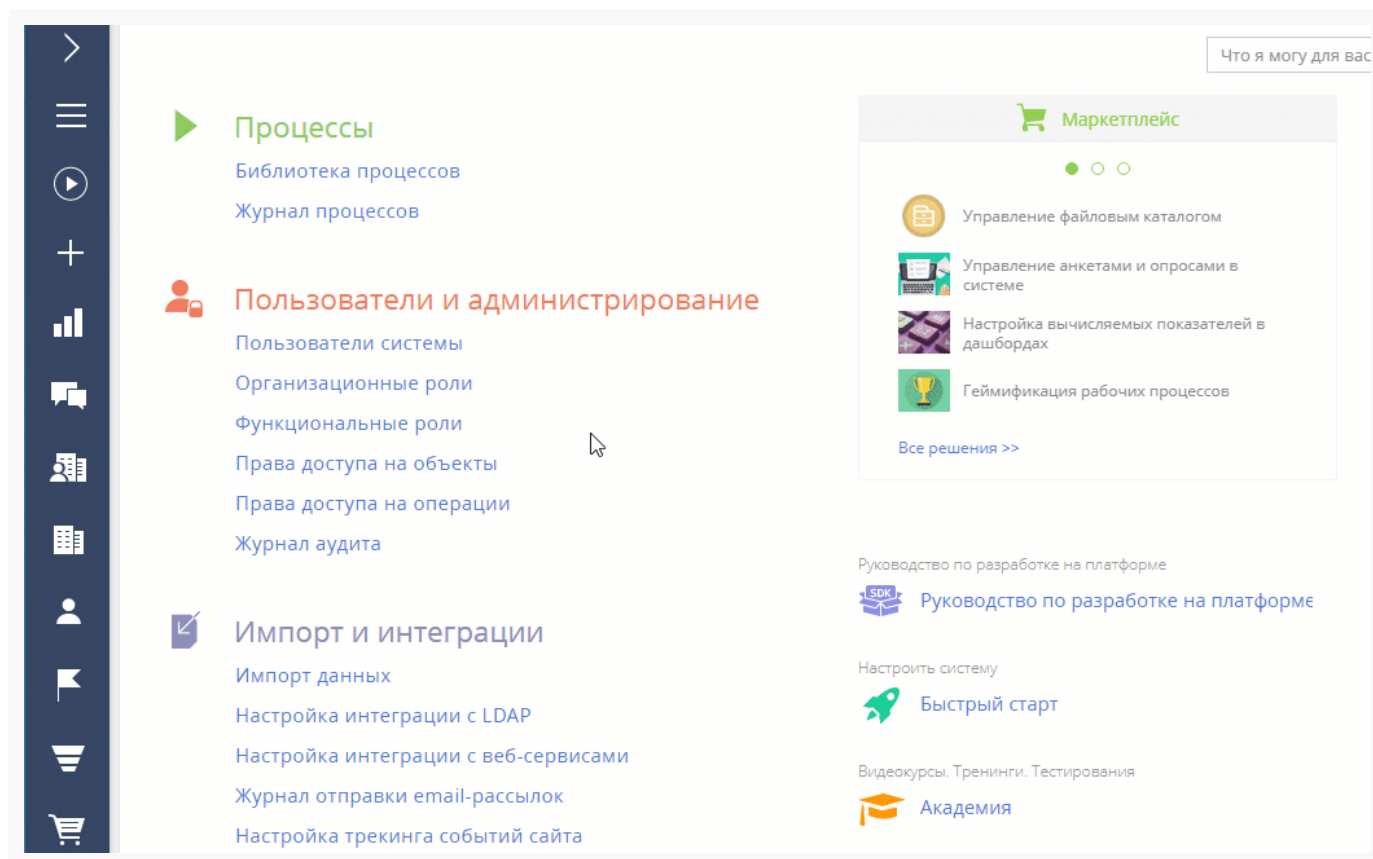 Что я могу для вас
Процессы
Библиотека процессов
Журнал процессов
Пользователи и администрирование
Пользователи системы
Организационные роли
Функциональные роли
Права доступа на объекты
Права доступа на операции
Журнал аудита
Импорт и интеграции
Импорт данных
Настройка интеграции с LDAP
Настройка интеграции с веб-сервисами
Журнал отправки email-рассылок
Настройка трекинга событий сайта
Маркетплейс
Управление файловым каталогом
Управление анкетами и опросами в
системе
Настройка вычисляемых показателей в
дашбордах
Геймификация рабочих процессов
Все решения >>
Руководство по разработке на платформе
SDK
Руководство по разработке на платформе
Настроить систему
Быстрый старт
Видеокурсы. Тренинги. Тестирования
Академия